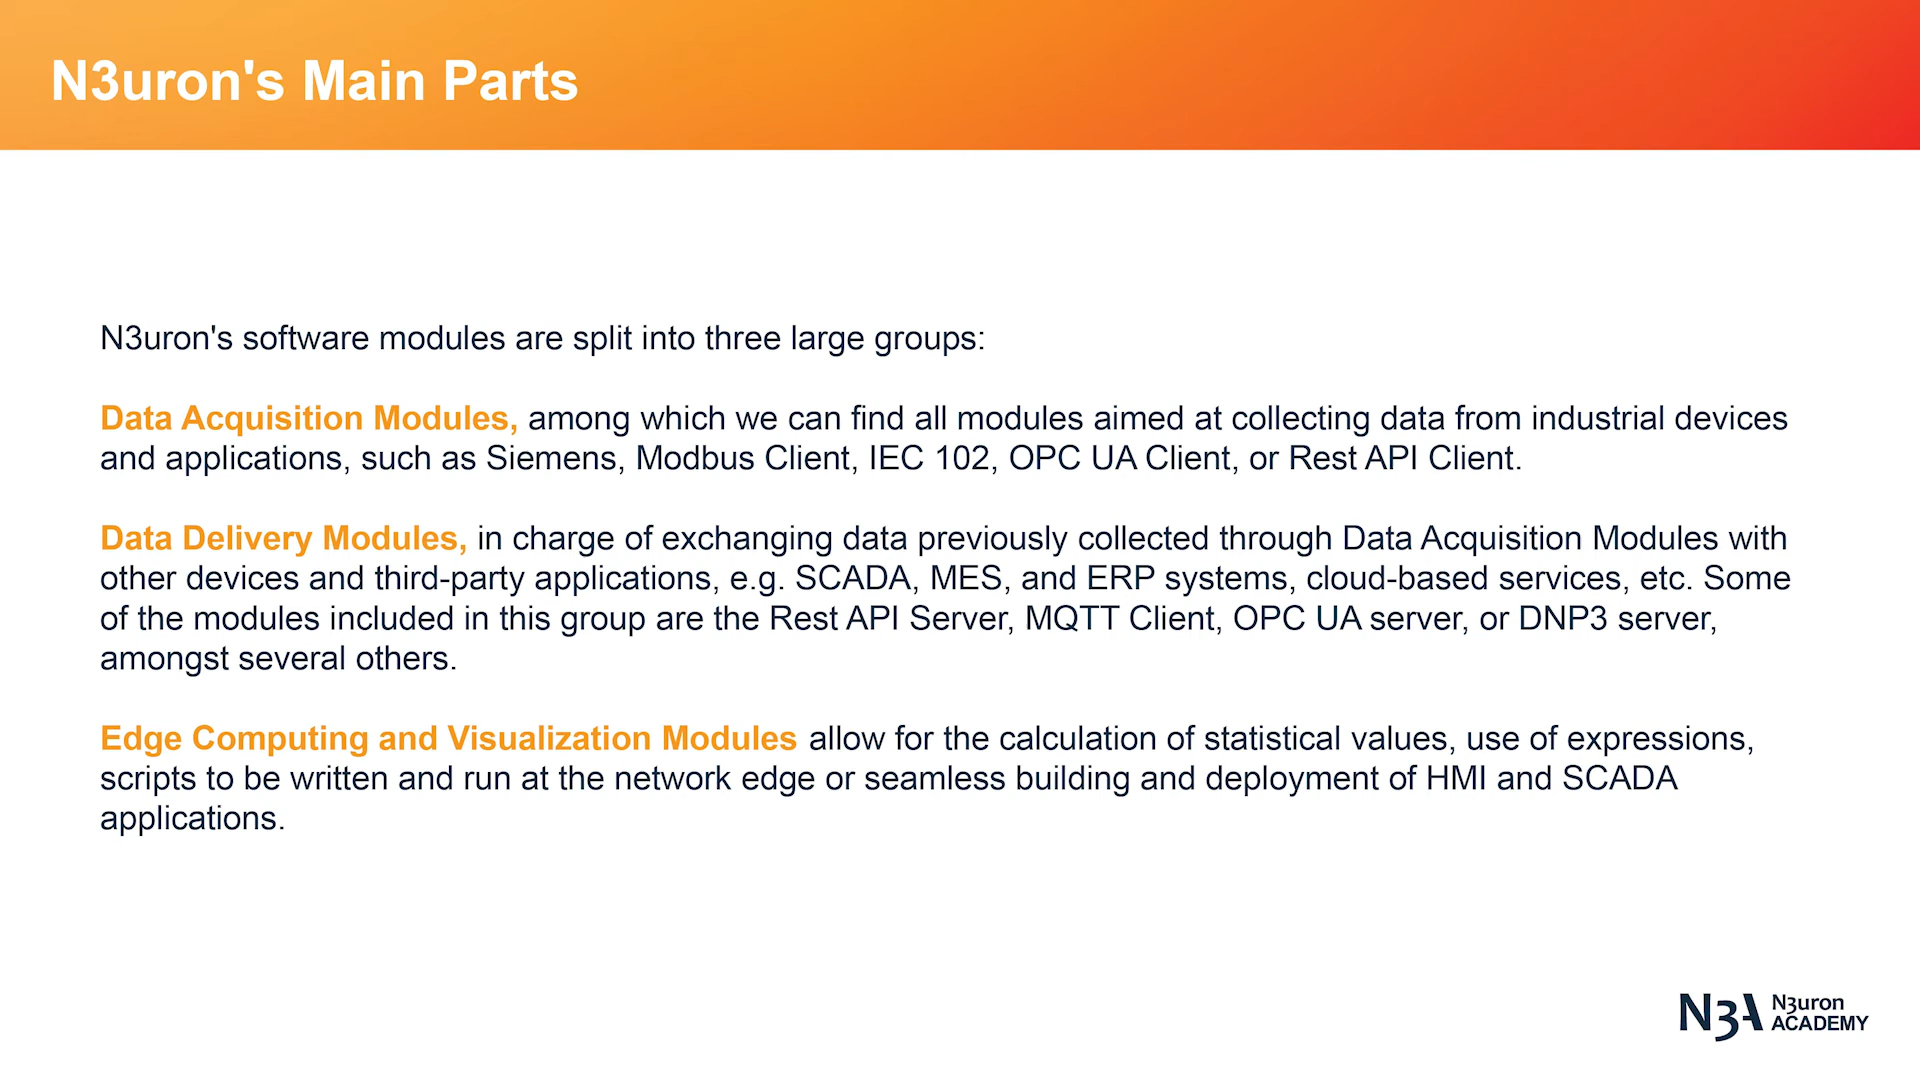 N3uron's Main Parts
N3uron's software modules are split into three large groups:
Data Acquisition Modules, among which we can find all modules aimed at collecting data from industrial devices
and applications, such as Siemens, Modbus Client, IEC 102, OPC UA Client, or Rest API Client.
Data Delivery Modules, in charge of exchanging data previously collected through Data Acquisition Modules with
other devices and third-party applications, e.g. SCADA, MES, and ERP systems, cloud-based services, etc. Some
of the modules included in this group are the Rest API Server, MQTT Client, OPC UA server, or DNP3 server,
amongst several others.
Edge Computing and Visualization Modules allow for the calculation of statistical values, use of expressions,
scripts to be written and run at the network edge or seamless building and deployment of HMI and SCADA
applications.
N3A
N3uron
ACADEMY